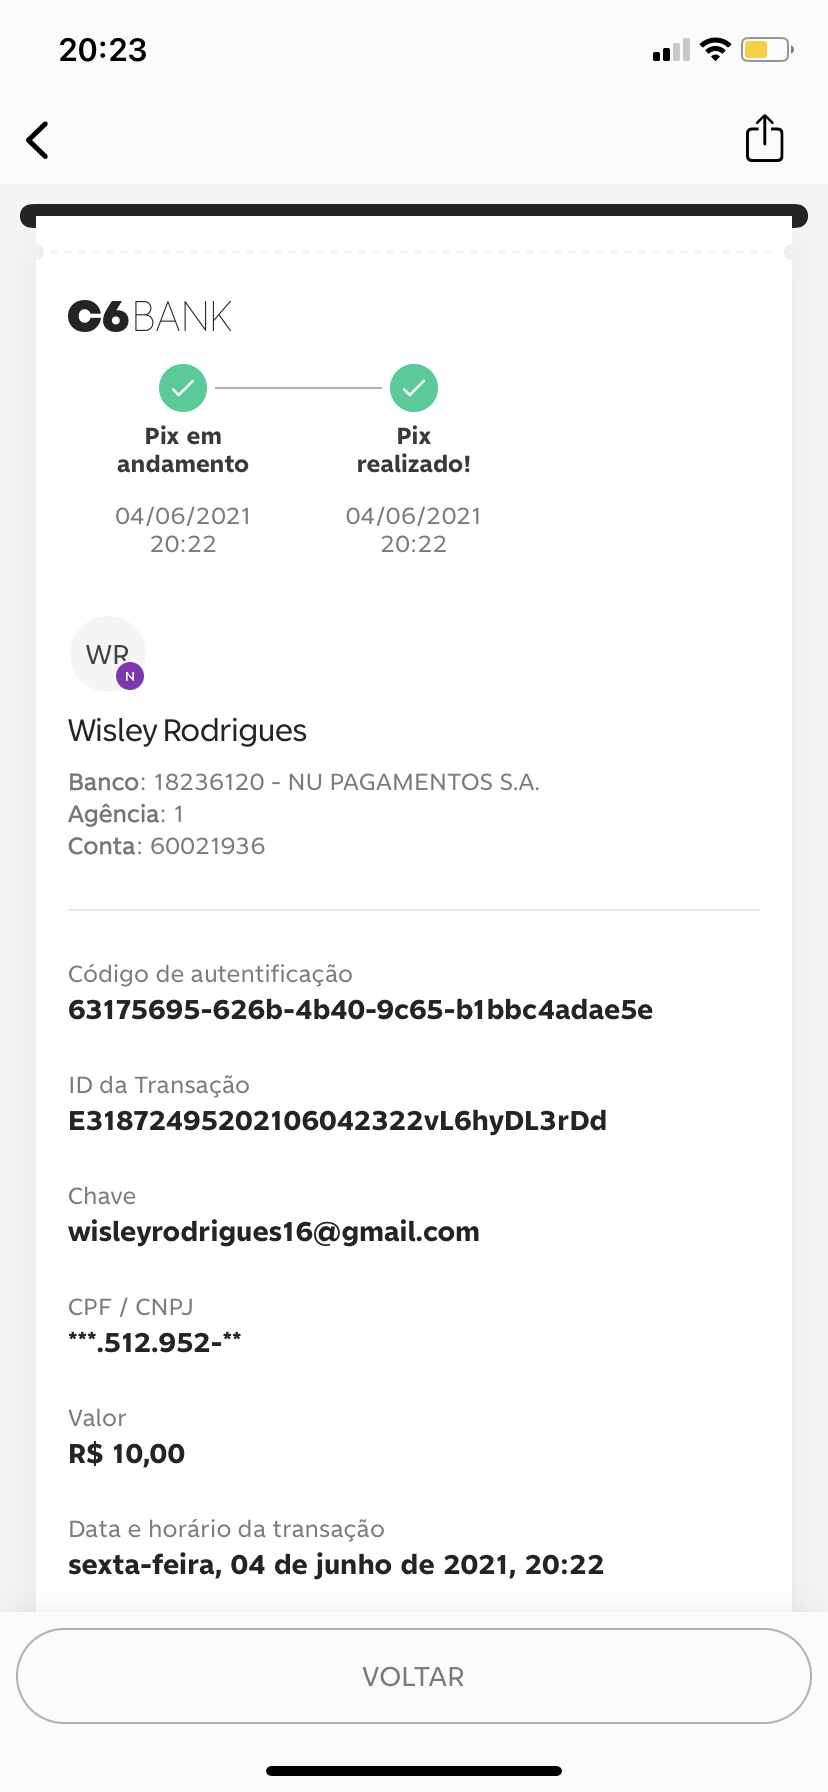 20:23
C6BANK
Pix em
andamento
04/06/2021
20:22
Pix
realizado!
04/06/2021
20:22
WR
N
Wisley Rodrigues
Banco: 18236120 - NU PAGAMENTOS S.A.
Agência: 1
Conta: 60021936
Código de autentificação
63175695-626b-4b40-9c65-b1bbc4adae5e
ID da Transação
E31872495202106042322vL6hyDL3rDd
Chave
wisleyrodrigues16@gmail.com
CPF / CNPJ
***.512.952-**
Valor
R$ 10,00
Data e horário da transação
sexta-feira, 04 de junho de 2021, 20:22
VOLTAR